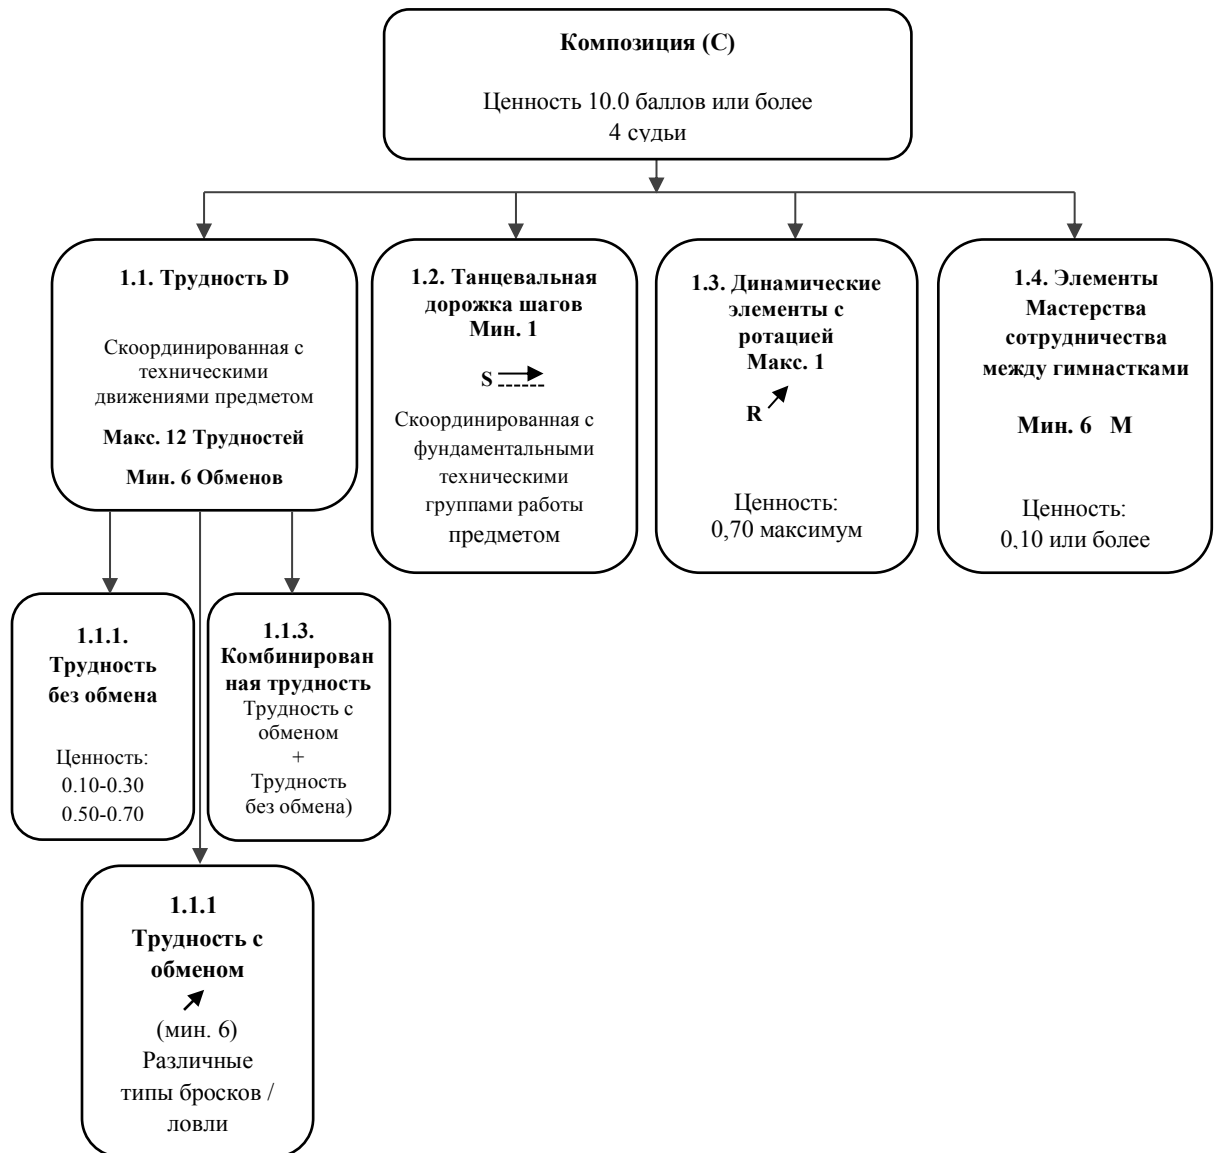 Композиция (С)
Ценность 10.0 баллов или более
4 судьи
1.1. Трудность D
Скоординированная с
техническими
движениями предметом
Макс. 12 Трудностей
Мин. 6 Обменов
1.2. Танцевальная
дорожка шагов
Мин. 1
S
Скоординированная с
фундаментальными
техническими
группами работы
предметом
1.3. Динамические
элементы с
ротацией
Макс. 1
R
Ценность:
0,70 максимум
1.4. Элементы
Мастерства
сотрудничества
между гимнастками
Мин. 6 М
Ценность:
0,10 или более
1.1.1.
Трудность
без обмена
Ценность:
0.10-0.30
0.50-0.70
1.1.3.
Комбинирован
ная трудность
Трудность с
обменом
+
Трудность
без обмена)
1.1.1
Трудность с
обменом
(мин. 6)
Различные
типы бросков /
ловли